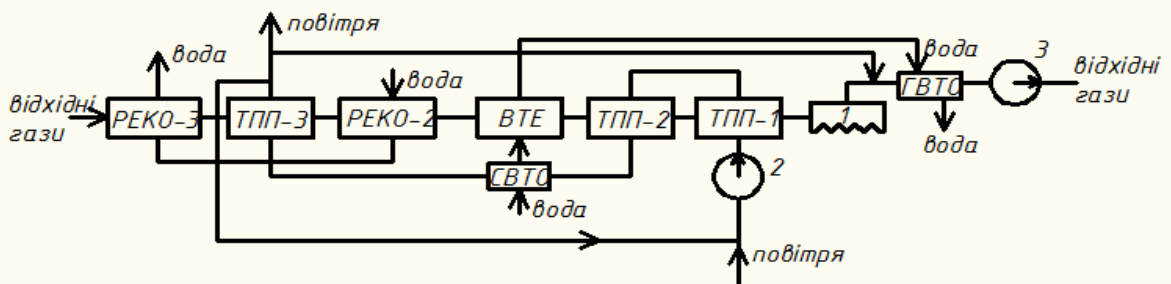 повітря
вода
вода
вода
3
відхідні
гази
відхідні
гази
РЕКО-3
ТПП-3
РЕКО-2
ВТЕ
ТПП-2
ТПП-1
1
ГВТО
вода
СВТО
2
вода
повітря